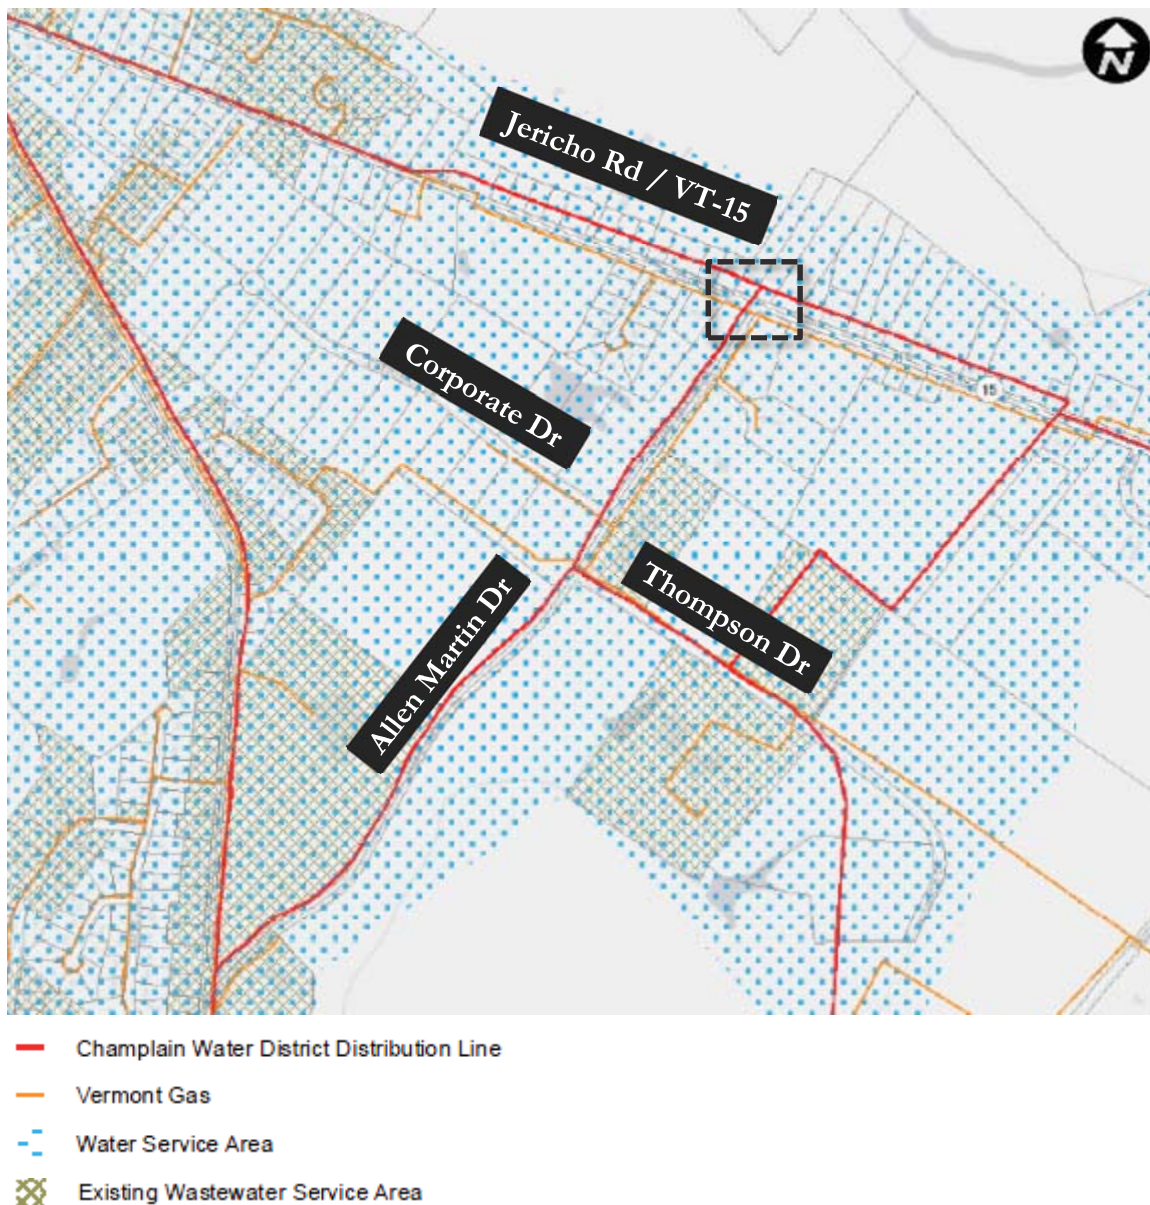 N
Jericho Rd / VT-15
Corporate Dr
15
Thompson Dr
Allen Martin Dr
Champlain Water District Distribution Line
Vermont Gas
Water Service Area
Existing Wastewater Service Area